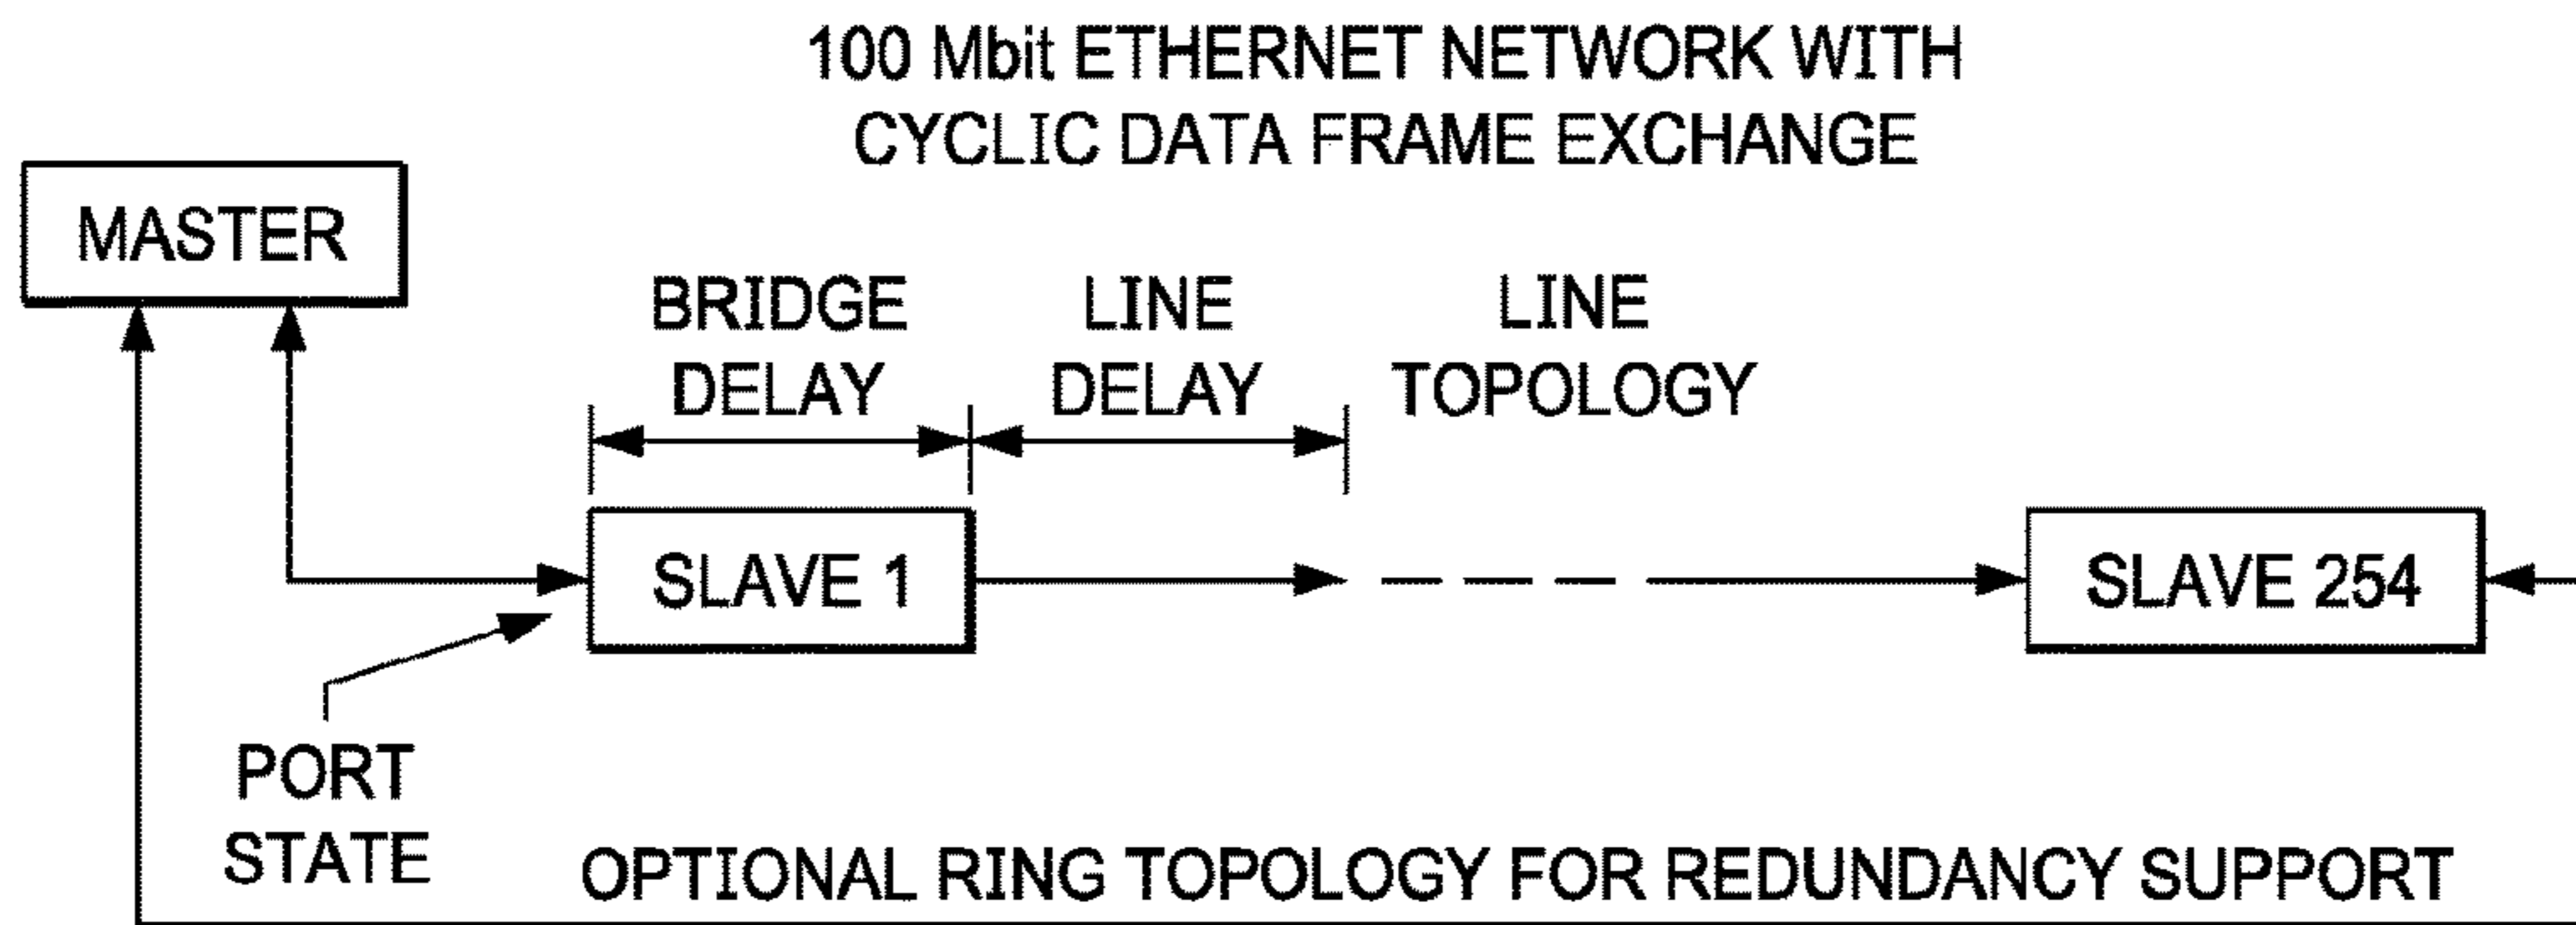 100 Mbit ETHERNET NETWORK WITH
CYCLIC DATA FRAME EXCHANGE
MASTER
BRIDGE
DELAY
LINE
DELAY
LINE
TOPOLOGY
SLAVE 1
SLAVE 254
PORT
STATE
OPTIONAL RING TOPOLOGY FOR REDUNDANCY SUPPORT